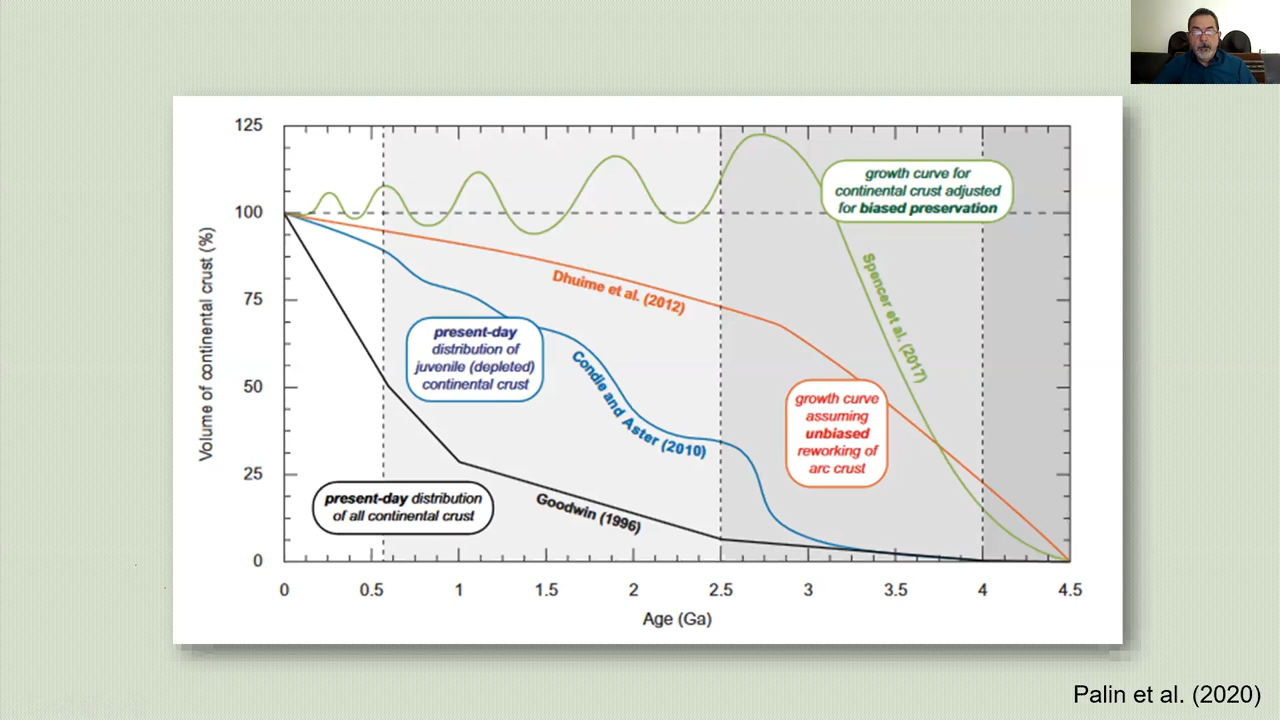 125
100
75
50
25
0
Volume of continental crust (%)
growth curve for
continental crust adjusted
for biased preservation
Spencer et al. (2017)
Dhuime et al. (2012)
present-day
distribution of
juvenile (depleted)
continental crust
Condie and Aster (2010)
growth curve
assuming
unbiased
reworking of
arc crust
present-day distribution
of all continental crust
Goodwin (1996)
0 0.5 1 1.5 2 2.5 3 3.5 4 4.5
Age (Ga)
Palin et al. (2020)